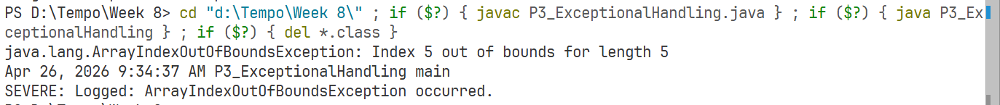 PS D:\Tempo\Week 8> cd "d:\Tempo\Week 8\" ; if ($?) { javac P3_ExceptionalHandling.java } ; if ($?) { java P3_Ex
ceptionalHandling } ; if ($?) { del *.class }
java.lang.ArrayIndexOutOfBoundsException: Index 5 out of bounds for length 5
Apr 26, 2026 9:34:37 AM P3_ExceptionalHandling main
SEVERE: Logged: ArrayIndexOutOfBoundsException occurred.